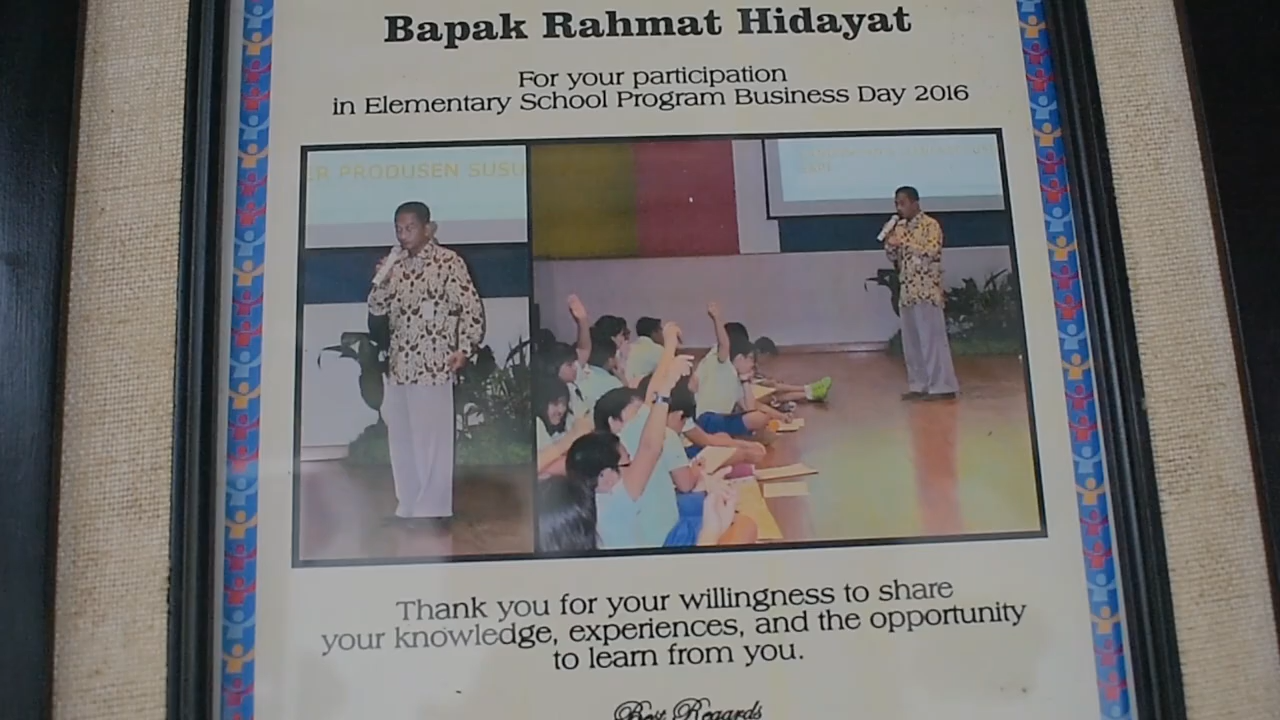 Bapak Rahmat Hidayat
For your participation
in Elementary School Program Business Day 2016
PRODUSEN SUSU
Thank you for your willingness to share
your knowledge, experiences, and the opportunity
to learn from you.
Best Regards